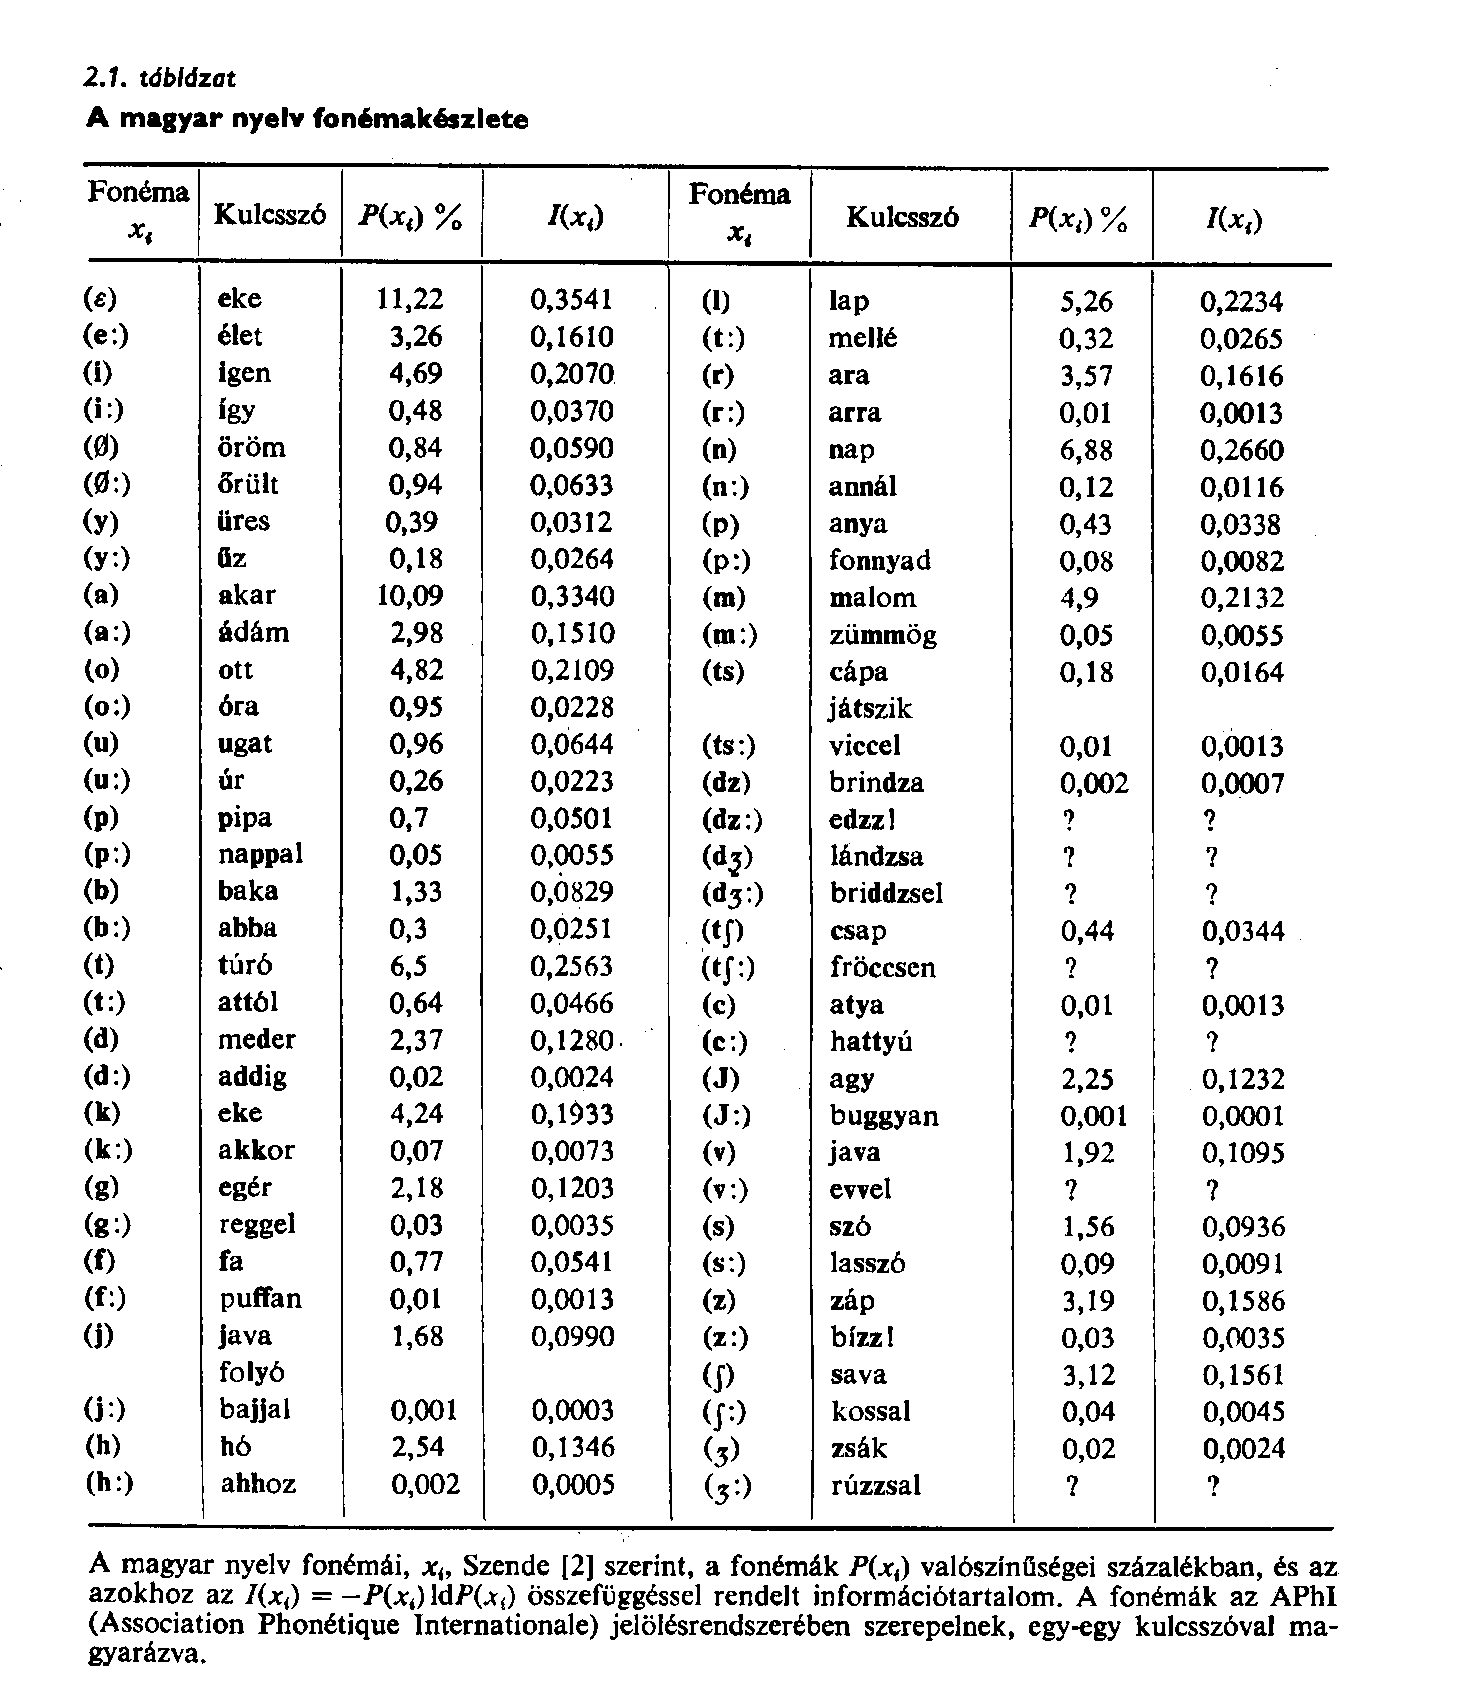 2.1. táblázat
A magyar nyelv fonémakészlete
Fonéma xᵢ Kulcsszó P(xᵢ) % I(xᵢ) Fonéma xᵢ Kulcsszó P(xᵢ) % I(xᵢ)
(ε) eke 11,22 0,3541 (l) lap 5,26 0,2234
(e:) élet 3,26 0,1610 (t:) mellé 0,32 0,0265
(i) igen 4,69 0,2070 (r) ara 3,57 0,1616
(i:) így 0,48 0,0370 (r:) arra 0,01 0,0013
(Ø) öröm 0,84 0,0590 (n) nap 6,88 0,2660
(Ø:) őrült 0,94 0,0633 (n:) annál 0,12 0,0116
(y) üres 0,39 0,0312 (p) anya 0,43 0,0338
(y:) űz 0,18 0,0264 (p:) fonnyad 0,08 0,0082
(a) akar 10,09 0,3340 (m) malom 4,9 0,2132
(a:) ádám 2,98 0,1510 (m:) zümmög 0,05 0,0055
(o) ott 4,82 0,2109 (ts) cápa 0,18 0,0164
(o:) óra 0,95 0,0228 játszik
(u) ugat 0,96 0,0644 (ts:) viccel 0,01 0,0013
(u:) úr 0,26 0,0223 (dz) brindza 0,002 0,0007
(p) pipa 0,7 0,0501 (dz:) edzz! ? ?
(p:) nappal 0,05 0,0055 (dʒ) lándzsa ? ?
(b) baka 1,33 0,0829 (dʒ:) briddzsel ? ?
(b:) abba 0,3 0,0251 (tʃ) csap 0,44 0,0344
(t) túró 6,5 0,2563 (tʃ:) fröccsen ? ?
(t:) attól 0,64 0,0466 (c) atya 0,01 0,0013
(d) meder 2,37 0,1280 (c:) hattyú ? ?
(d:) addig 0,02 0,0024 (J) agy 2,25 0,1232
(k) eke 4,24 0,1933 (J:) buggyan 0,001 0,0001
(k:) akkor 0,07 0,0073 (v) java 1,92 0,1095
(g) egér 2,18 0,1203 (v:) evvel ? ?
(g:) reggel 0,03 0,0035 (s) szó 1,56 0,0936
(f) fa 0,77 0,0541 (s:) lasszó 0,09 0,0091
(f:) puffan 0,01 0,0013 (z) záp 3,19 0,1586
(j) java 1,68 0,0990 (z:) bízz! 0,03 0,0035
folyó (ʃ) sava 3,12 0,1561
(j:) bajjal 0,001 0,0003 (ʃ:) kossal 0,04 0,0045
(h) hó 2,54 0,1346 (ʒ) zsák 0,02 0,0024
(h:) ahhoz 0,002 0,0005 (ʒ:) rúzzsal ? ?
A magyar nyelv fonémái, xᵢ, Szende [2] szerint, a fonémák P(xᵢ) valószínűségei százalékban, és az
azokhoz az I(xᵢ) = −P(xᵢ) ld P(xᵢ) összefüggéssel rendelt információtartalom. A fonémák az APhI
(Association Phonétique Internationale) jelölésrendszerében szerepelnek, egy-egy kulcsszóval ma-
gyarázva.